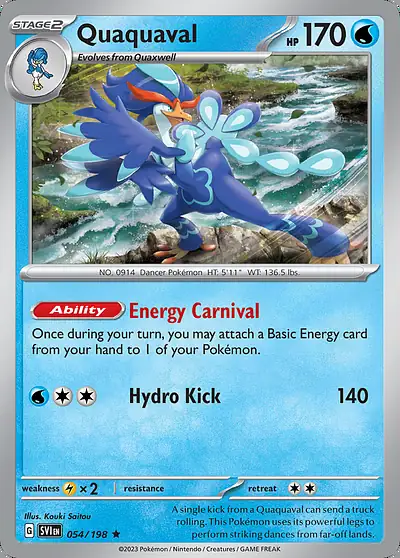 STAGE2
Quaquaval
HP 170
Evolves from Quaxwell
NO. 0914 Dancer Pokémon HT: 5'11" WT: 136.5 lbs.
Ability Energy Carnival
Once during your turn, you may attach a Basic Energy card
from your hand to 1 of your Pokémon.
Hydro Kick 140
weakness ×2 resistance retreat
Illus. Kouki Saitou
G SVI EN 054/198 ★
A single kick from a Quaquaval can send a truck
rolling. This Pokémon uses its powerful legs to
perform striking dances from far-off lands.
©2023 Pokémon / Nintendo / Creatures / GAME FREAK